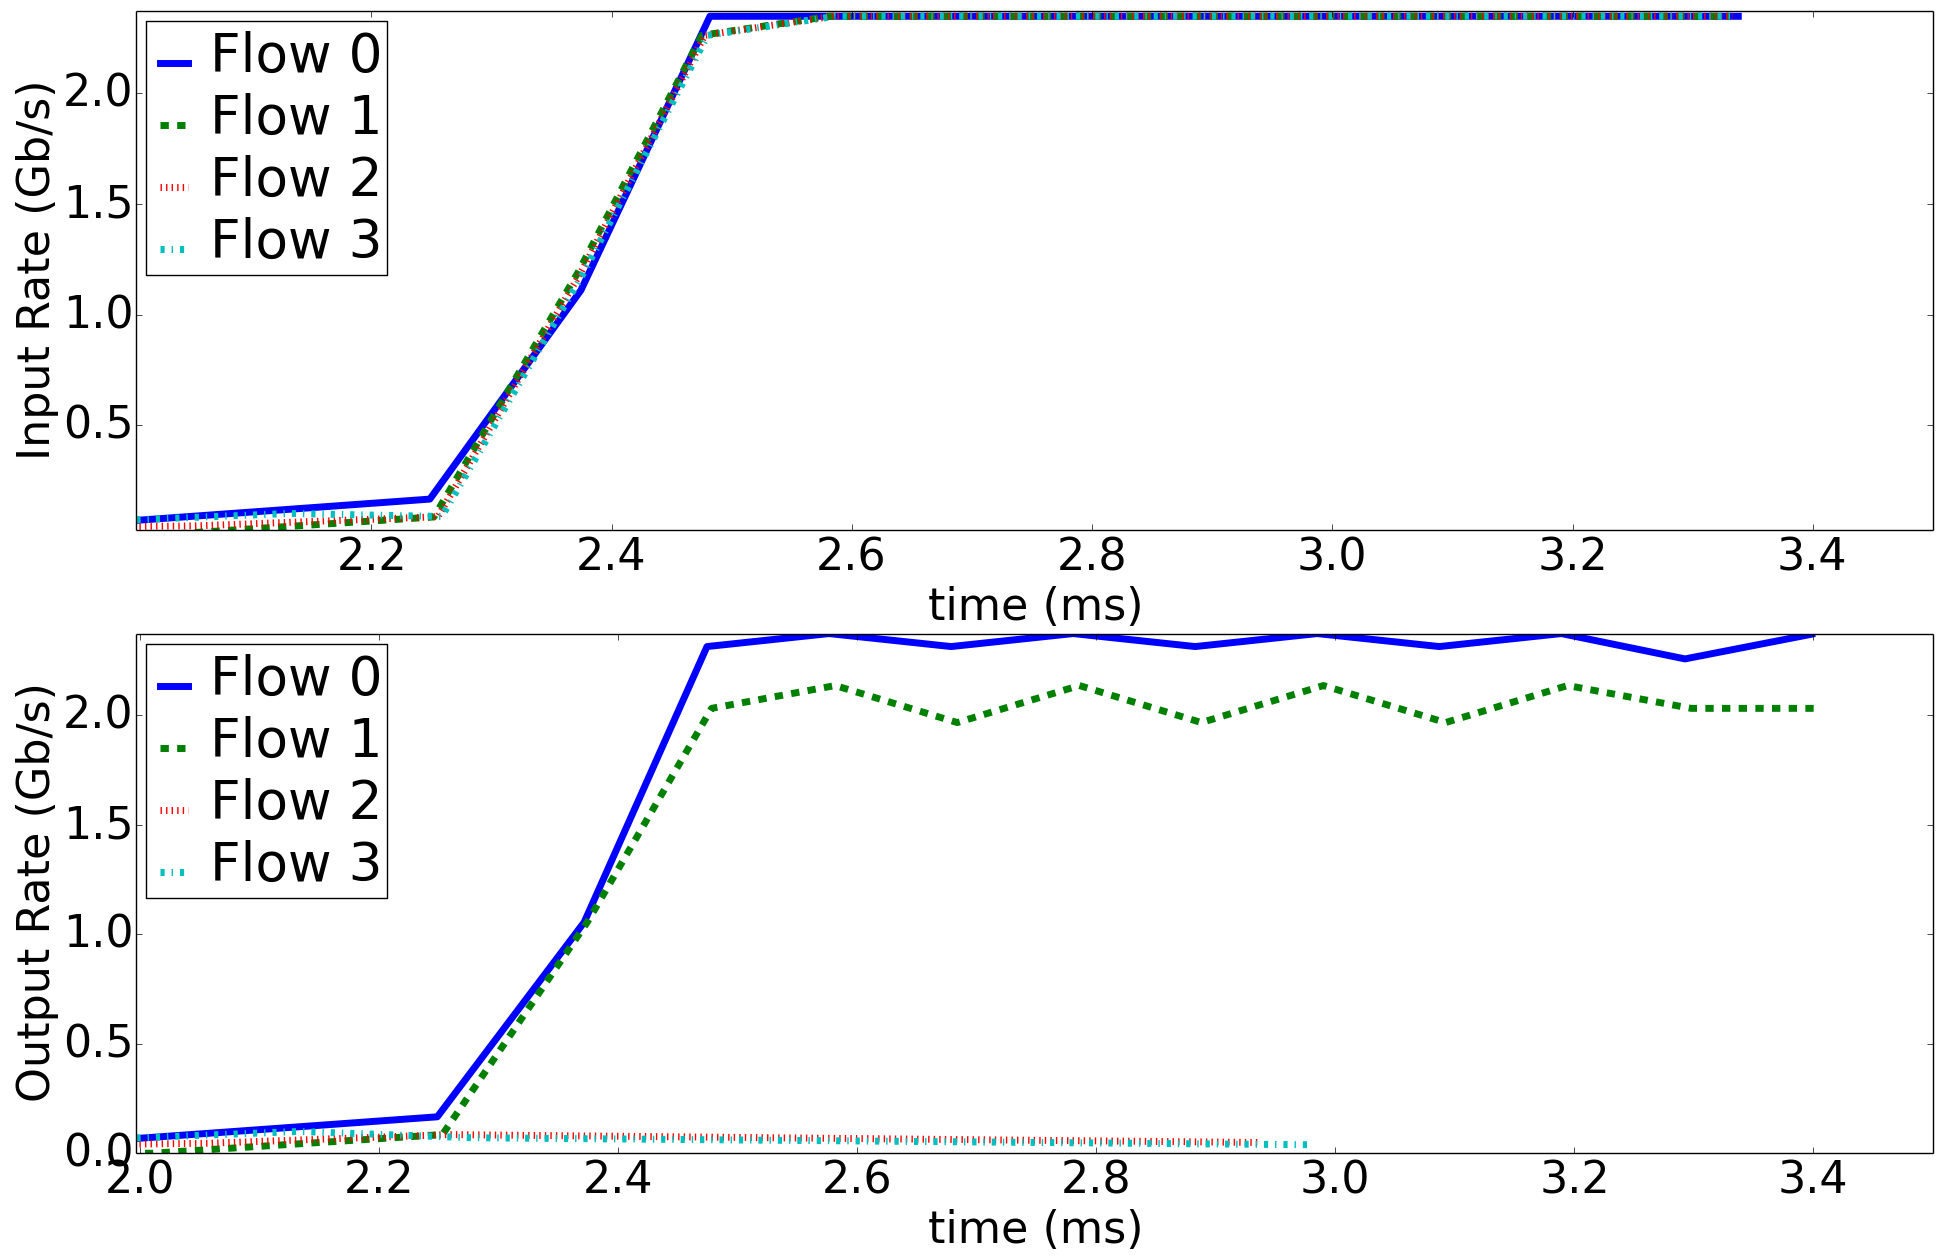 Input Rate (Gb/s)
2.0
1.5
1.0
0.5
Flow 0
Flow 1
Flow 2
Flow 3
2.2 2.4 2.6 2.8 3.0 3.2 3.4
time (ms)
Output Rate (Gb/s)
2.0
1.5
1.0
0.5
0.0
Flow 0
Flow 1
Flow 2
Flow 3
2.0 2.2 2.4 2.6 2.8 3.0 3.2 3.4
time (ms)